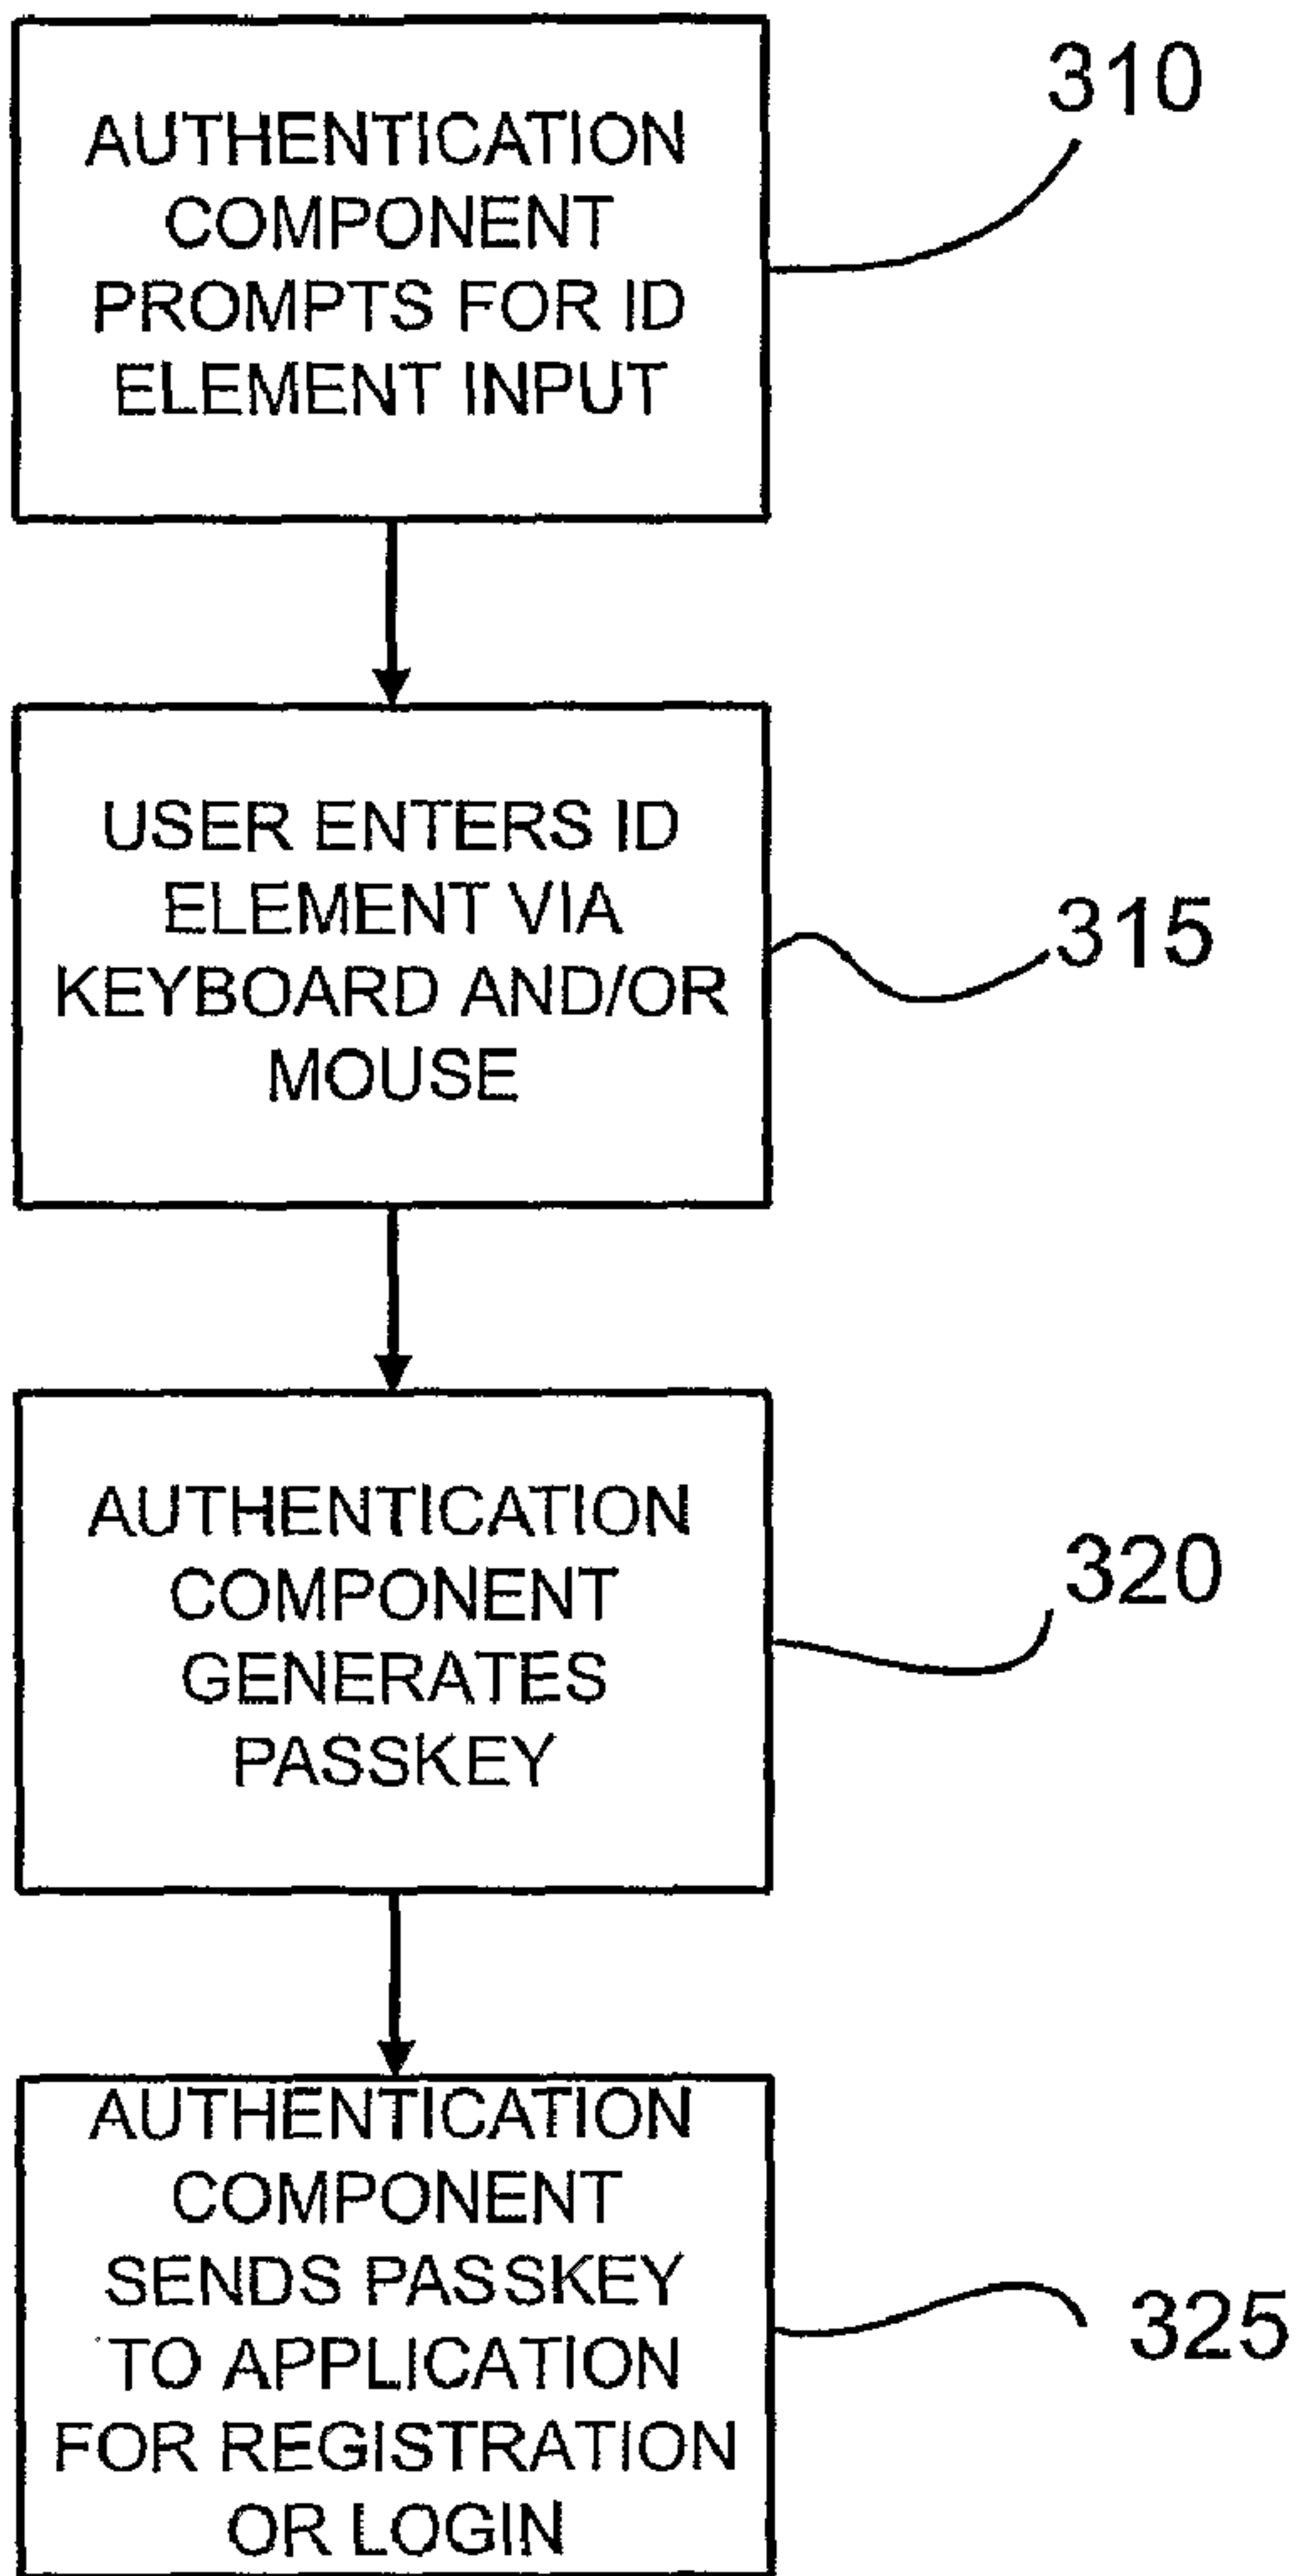 310
AUTHENTICATION
COMPONENT
PROMPTS FOR ID
ELEMENT INPUT
315
USER ENTERS ID
ELEMENT VIA
KEYBOARD AND/OR
MOUSE
320
AUTHENTICATION
COMPONENT
GENERATES
PASSKEY
325
AUTHENTICATION
COMPONENT
SENDS PASSKEY
TO APPLICATION
FOR REGISTRATION
OR LOGIN